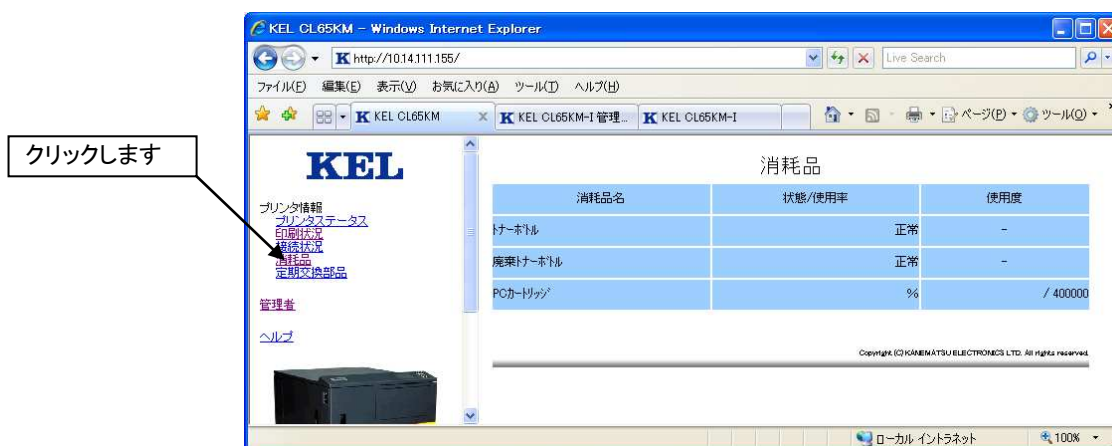 KEL CL65KM - Windows Internet Explorer
K http://10.14.111.155/ Live Search
ファイル(F) 編集(E) 表示(V) お気に入り(A) ツール(T) ヘルプ(H)
K KEL CL65KM K KEL CL65KM-I 管理... K KEL CL65KM-I ページ(P) ツール(O)
クリックします
KEL
プリンタ情報
プリンタステータス
印刷状況
接続状況
消耗品
定期交換部品
管理者
ヘルプ
消耗品
消耗品名 状態/使用率 使用度
トナーボトル 正常 -
廃棄トナーボトル 正常 -
PCカートリッジ % / 400000
Copyright (C) KANEMATSU ELECTRONICS LTD. All rights reserved.
ローカル イントラネット 100%